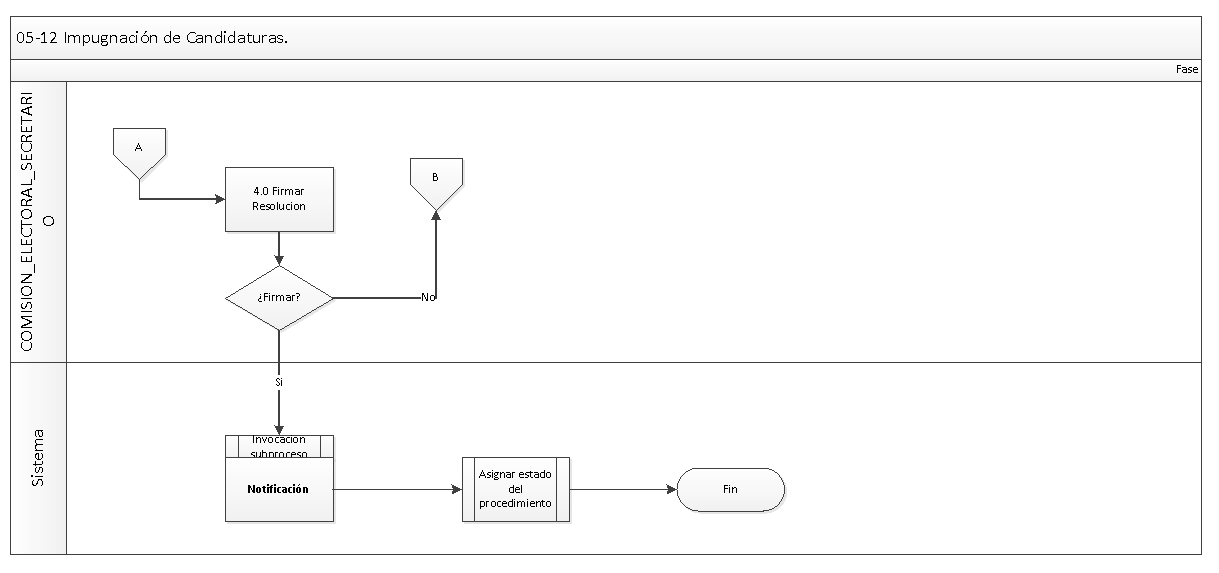 05-12 Impugnación de Candidaturas.
Fase
COMISION_ELECTORAL_SECRETARI
O
A
4.0 Firmar
Resolucion
B
¿Firmar?
No
Si
Sistema
Invocación
subproceso
Notificación
Asignar estado
del
procedimiento
Fin